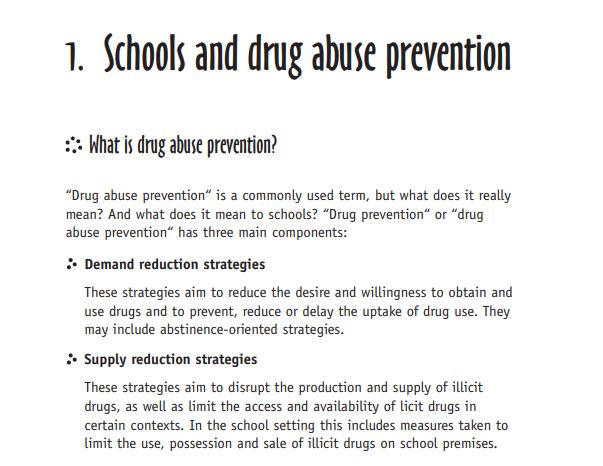 1. Schools and drug abuse prevention
What is drug abuse prevention?
“Drug abuse prevention“ is a commonly used term, but what does it really
mean? And what does it mean to schools? “Drug prevention“ or “drug
abuse prevention“ has three main components:
Demand reduction strategies
These strategies aim to reduce the desire and willingness to obtain and
use drugs and to prevent, reduce or delay the uptake of drug use. They
may include abstinence-oriented strategies.
Supply reduction strategies
These strategies aim to disrupt the production and supply of illicit
drugs, as well as limit the access and availability of licit drugs in
certain contexts. In the school setting this includes measures taken to
limit the use, possession and sale of illicit drugs on school premises.